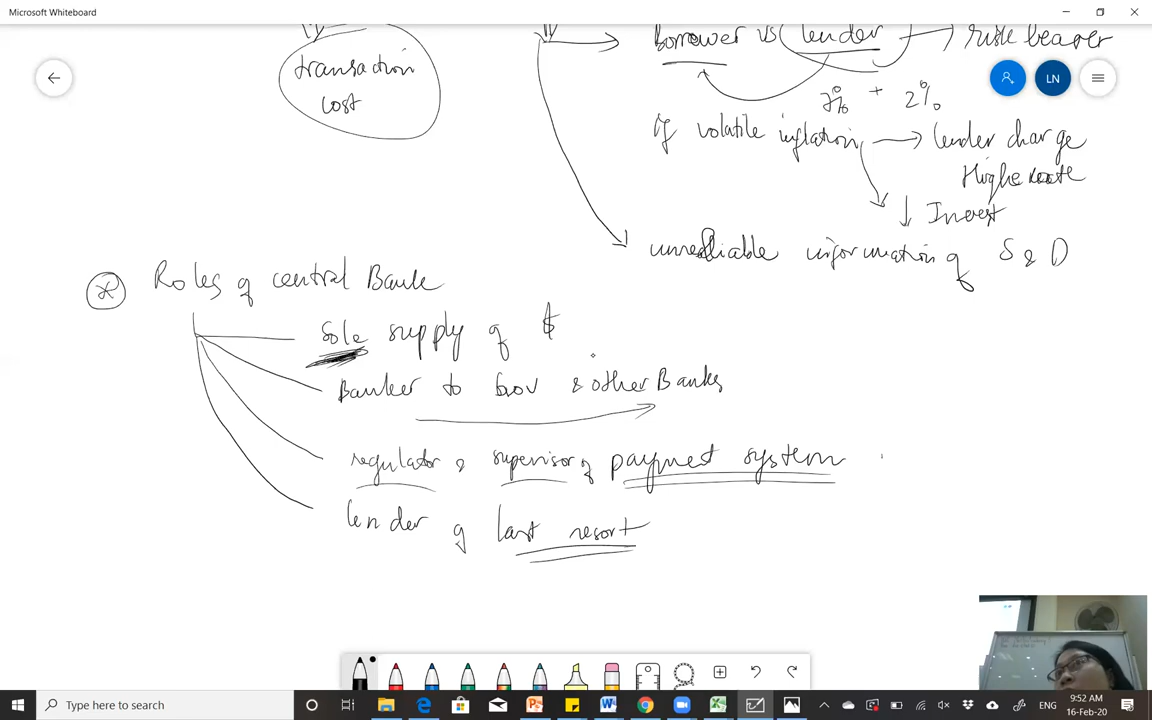 Microsoft Whiteboard
Borrower vs lender → risk bearer
transaction
cost
LN
2% + 2%
If volatile inflation → lender charge
Higher rate
↓ Invest
unreliable information of S & D
Roles of central Bank
Sole supply of $
Banker to Gov & other Banks
regulator & supervisor of payment system
lender of last resort
Type here to search
ENG
9:52 AM
16-Feb-20